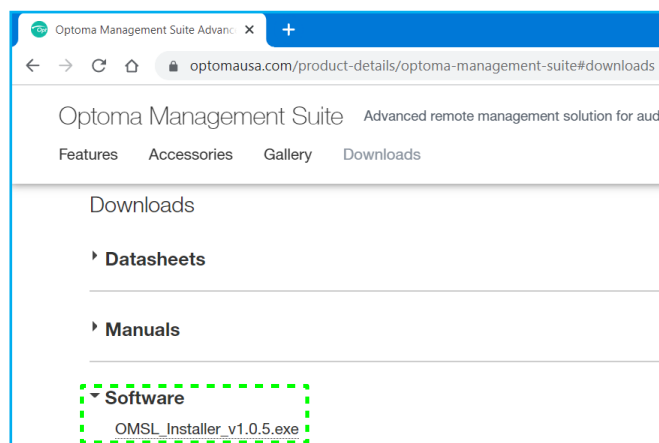 Optoma Management Suite Advanc
optomausa.com/product-details/optoma-management-suite#downloads
Optoma Management Suite Advanced remote management solution for aud
Features Accessories Gallery Downloads
Downloads
Datasheets
Manuals
Software
OMSL_Installer_v1.0.5.exe